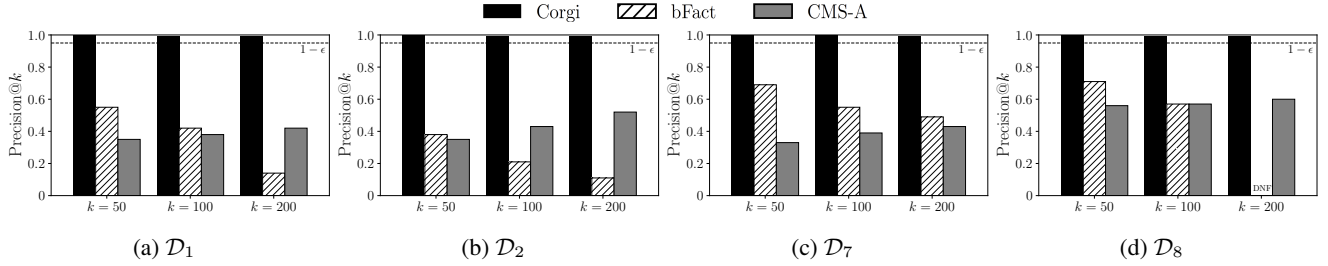 Corgi bFact CMS-A
1.0 1.0 1.0 1.0
1 − ϵ 1 − ϵ 1 − ϵ 1 − ϵ
0.8 0.8 0.8 0.8
Precision@k Precision@k Precision@k Precision@k
0.6 0.6 0.6 0.6
0.4 0.4 0.4 0.4
0.2 0.2 0.2 0.2
DNF
0 0 0 0
k = 50 k = 100 k = 200 k = 50 k = 100 k = 200 k = 50 k = 100 k = 200 k = 50 k = 100 k = 200
(a) 𝒟₁ (b) 𝒟₂ (c) 𝒟₇ (d) 𝒟₈